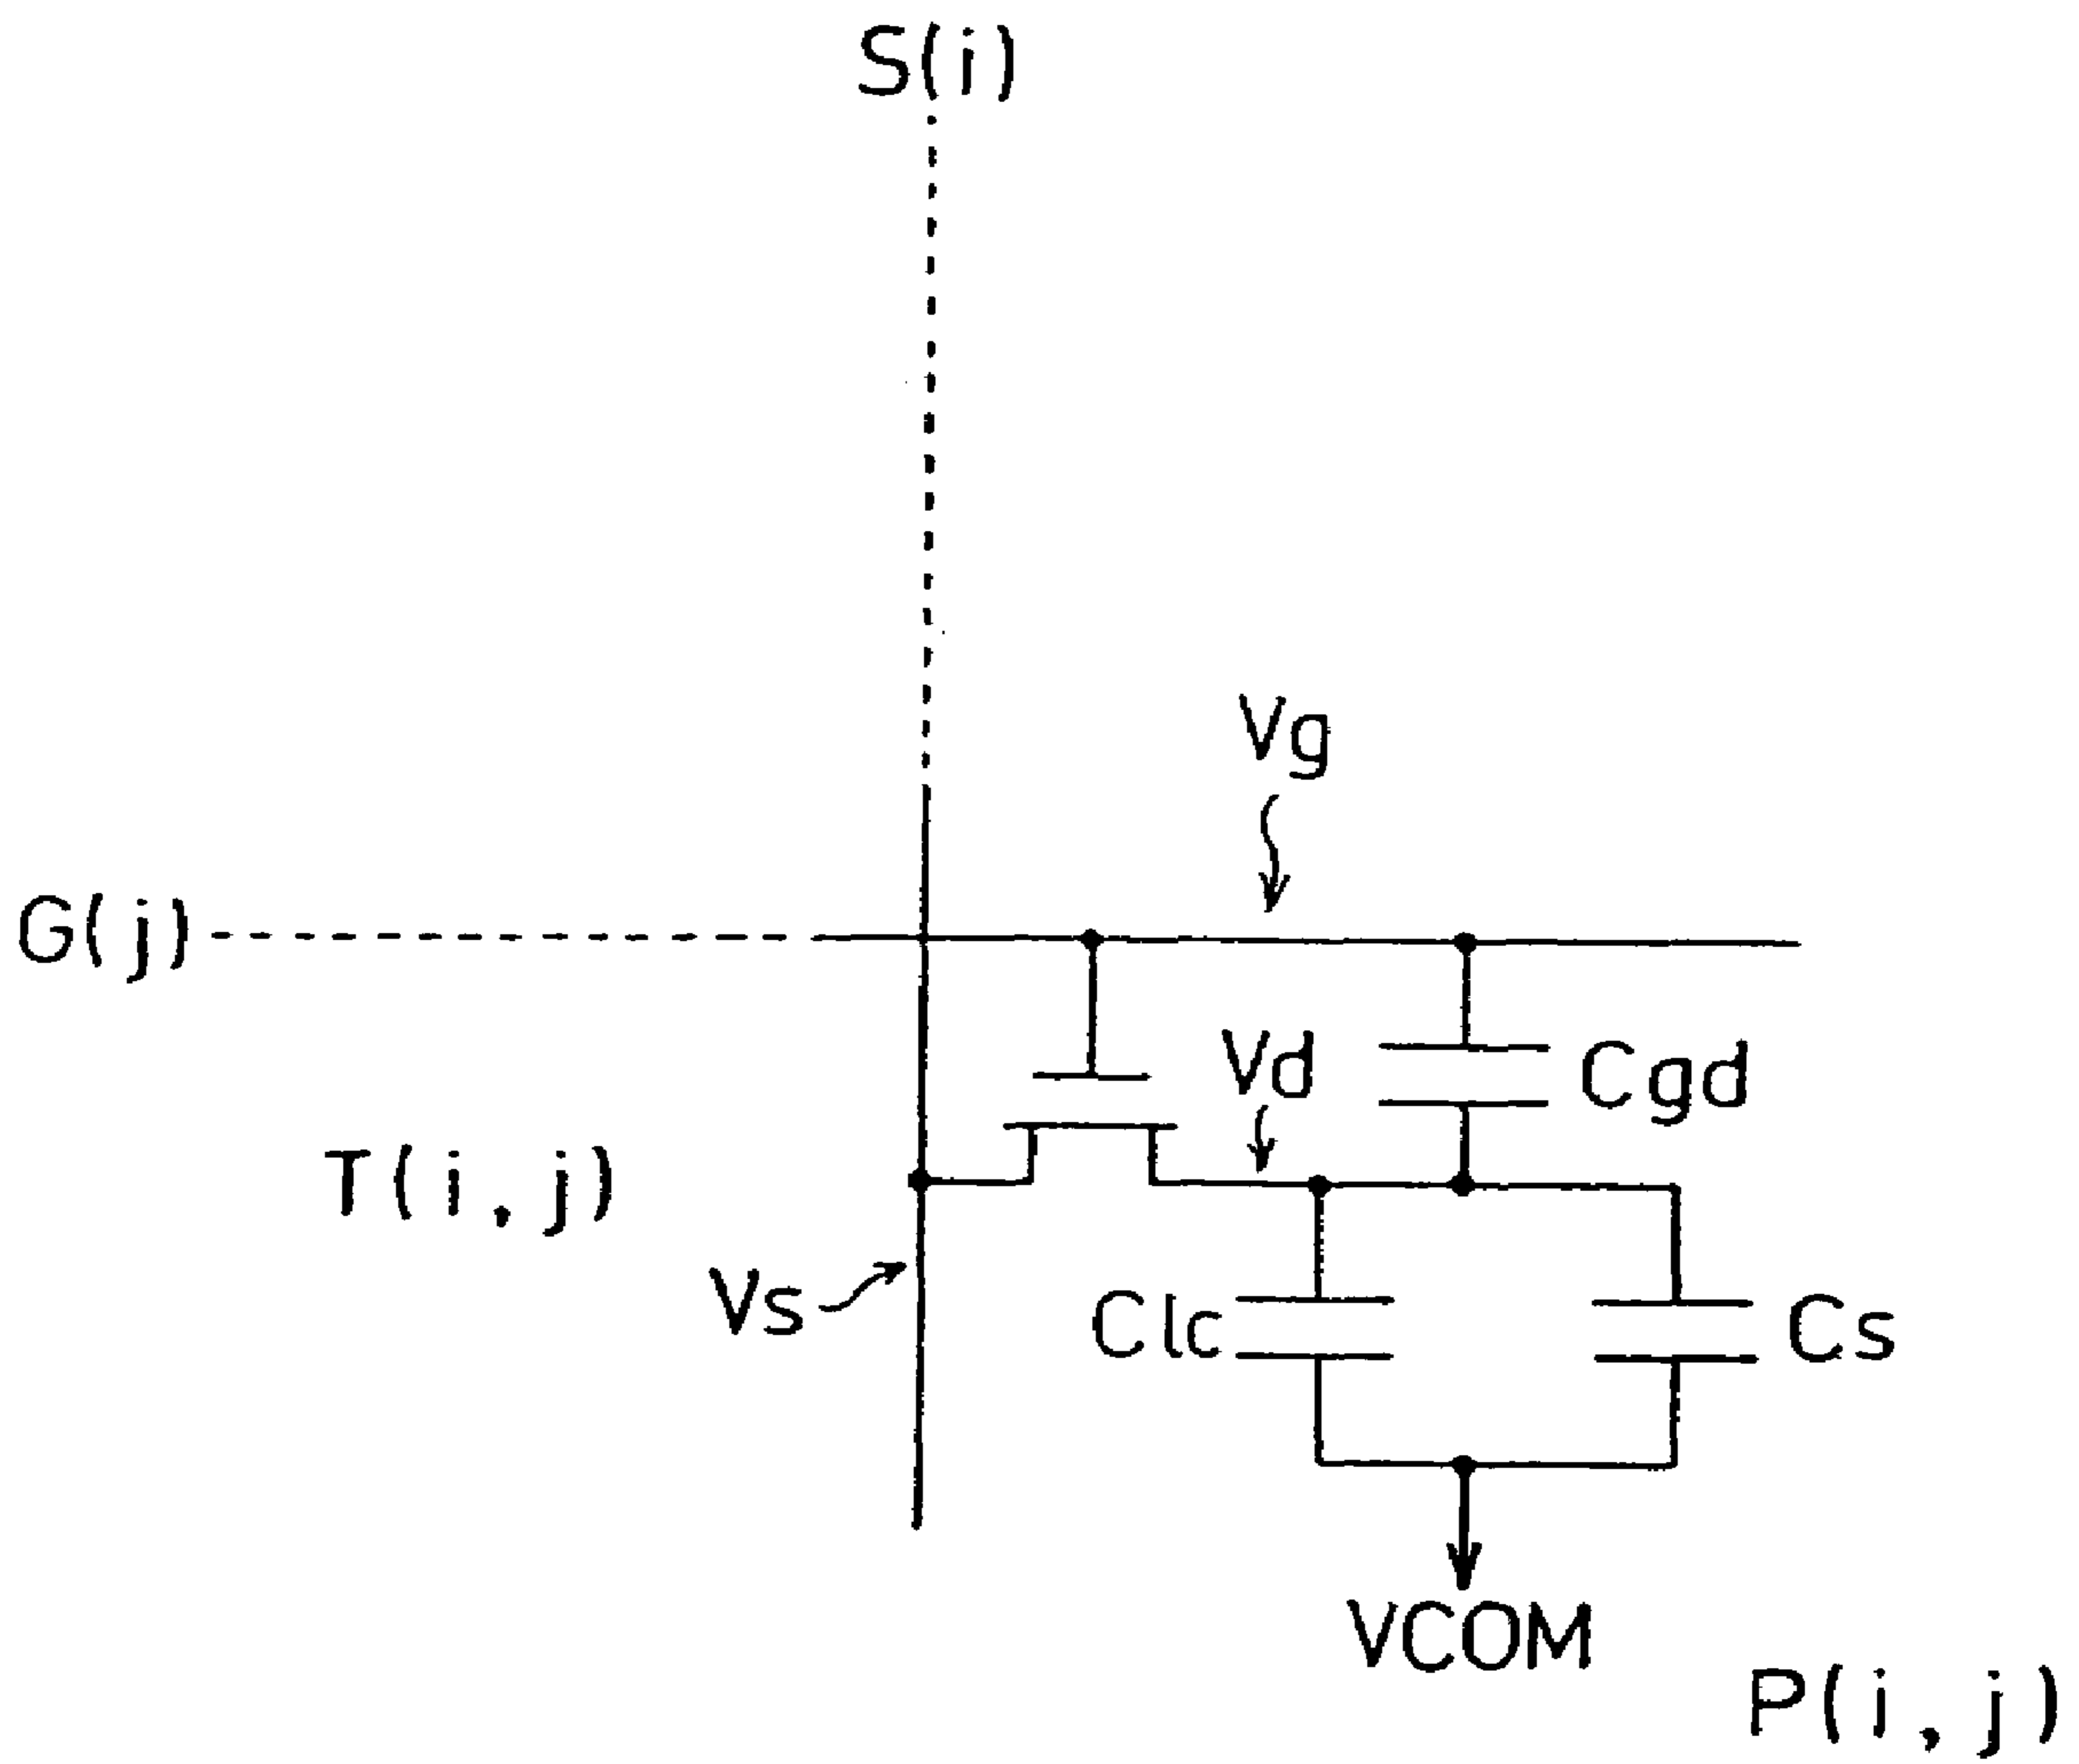 S(i)
Vg
G(j)
Vd
Cgd
T(i,j)
Vs
Clc
Cs
VCOM
P(i,j)